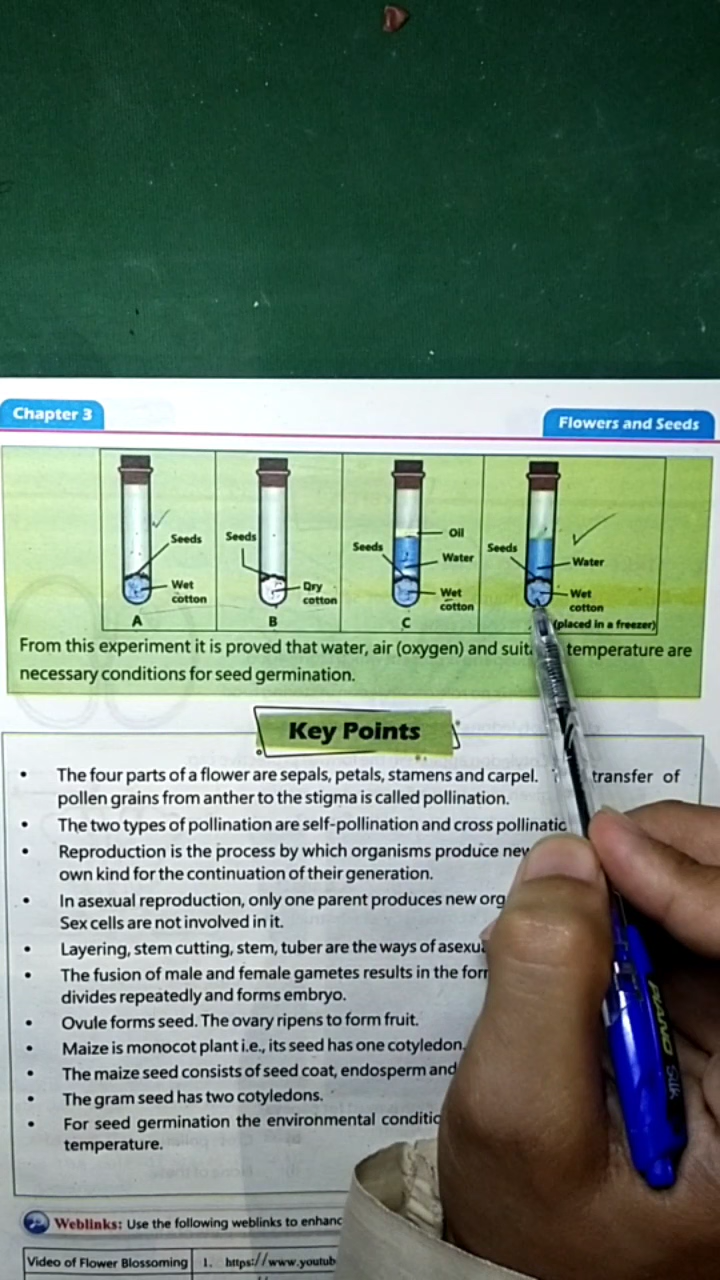 Chapter 3
Flowers and Seeds
Seeds
Wet
cotton
A
Seeds
Dry
cotton
B
Oil
Seeds
Water
Wet
cotton
C
Seeds
Water
Wet
cotton
(placed in a freezer)
From this experiment it is proved that water, air (oxygen) and temperature are
necessary conditions for seed germination.
Key Points
• The four parts of a flower are sepals, petals, stamens and carpel. transfer of
pollen grains from anther to the stigma is called pollination.
• The two types of pollination are self-pollination and cross
• Reproduction is the process by which organisms produce new
own kind for the continuation of their generation.
• In asexual reproduction, only one parent produces new
Sex cells are not involved in it.
• Layering, stem cutting, stem, tuber are the ways of
• The fusion of male and female gametes results in the
divides repeatedly and forms embryo.
• Ovule forms seed. The ovary ripens to form fruit.
• Maize is monocot plant i.e., its seed has one cotyledon.
• The maize seed consists of seed coat, endosperm and
• The gram seed has two cotyledons.
• For seed germination the environmental
temperature.
Weblinks: Use the following weblinks to
Video of Flower Blossoming 1. https://www.youtub
PIANO